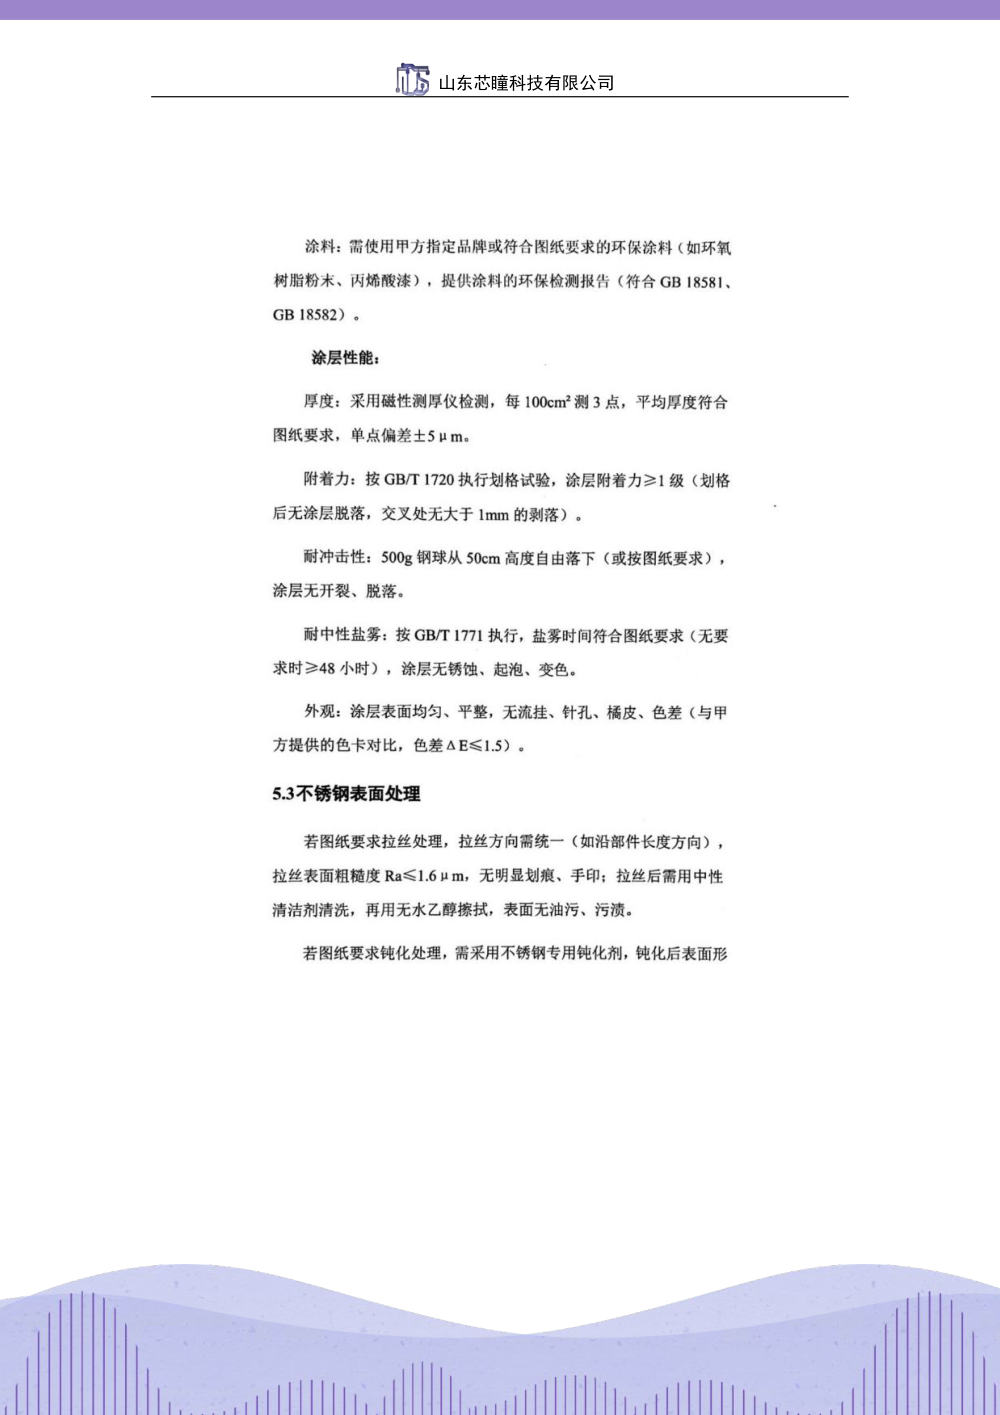 山东芯瞳科技有限公司
涂料：需使用甲方指定品牌或符合图纸要求的环保涂料（如环氧
树脂粉末、丙烯酸漆），提供涂料的环保检测报告（符合 GB 18581、
GB 18582）。
涂层性能：
厚度：采用磁性测厚仪检测，每 100cm² 测 3 点，平均厚度符合
图纸要求，单点偏差±5μm。
附着力：按 GB/T 1720 执行划格试验，涂层附着力≥1 级（划格
后无涂层脱落，交叉处无大于 1mm 的剥落）。
耐冲击性：500g 钢球从 50cm 高度自由落下（或按图纸要求），
涂层无开裂、脱落。
耐中性盐雾：按 GB/T 1771 执行，盐雾时间符合图纸要求（无要
求时≥48 小时），涂层无锈蚀、起泡、变色。
外观：涂层表面均匀、平整，无流挂、针孔、橘皮、色差（与甲
方提供的色卡对比，色差ΔE≤1.5）。
5.3不锈钢表面处理
若图纸要求拉丝处理，拉丝方向需统一（如沿部件长度方向），
拉丝表面粗糙度 Ra≤1.6μm，无明显划痕、手印；拉丝后需用中性
清洁剂清洗，再用无水乙醇擦拭，表面无油污、污渍。
若图纸要求钝化处理，需采用不锈钢专用钝化剂，钝化后表面形